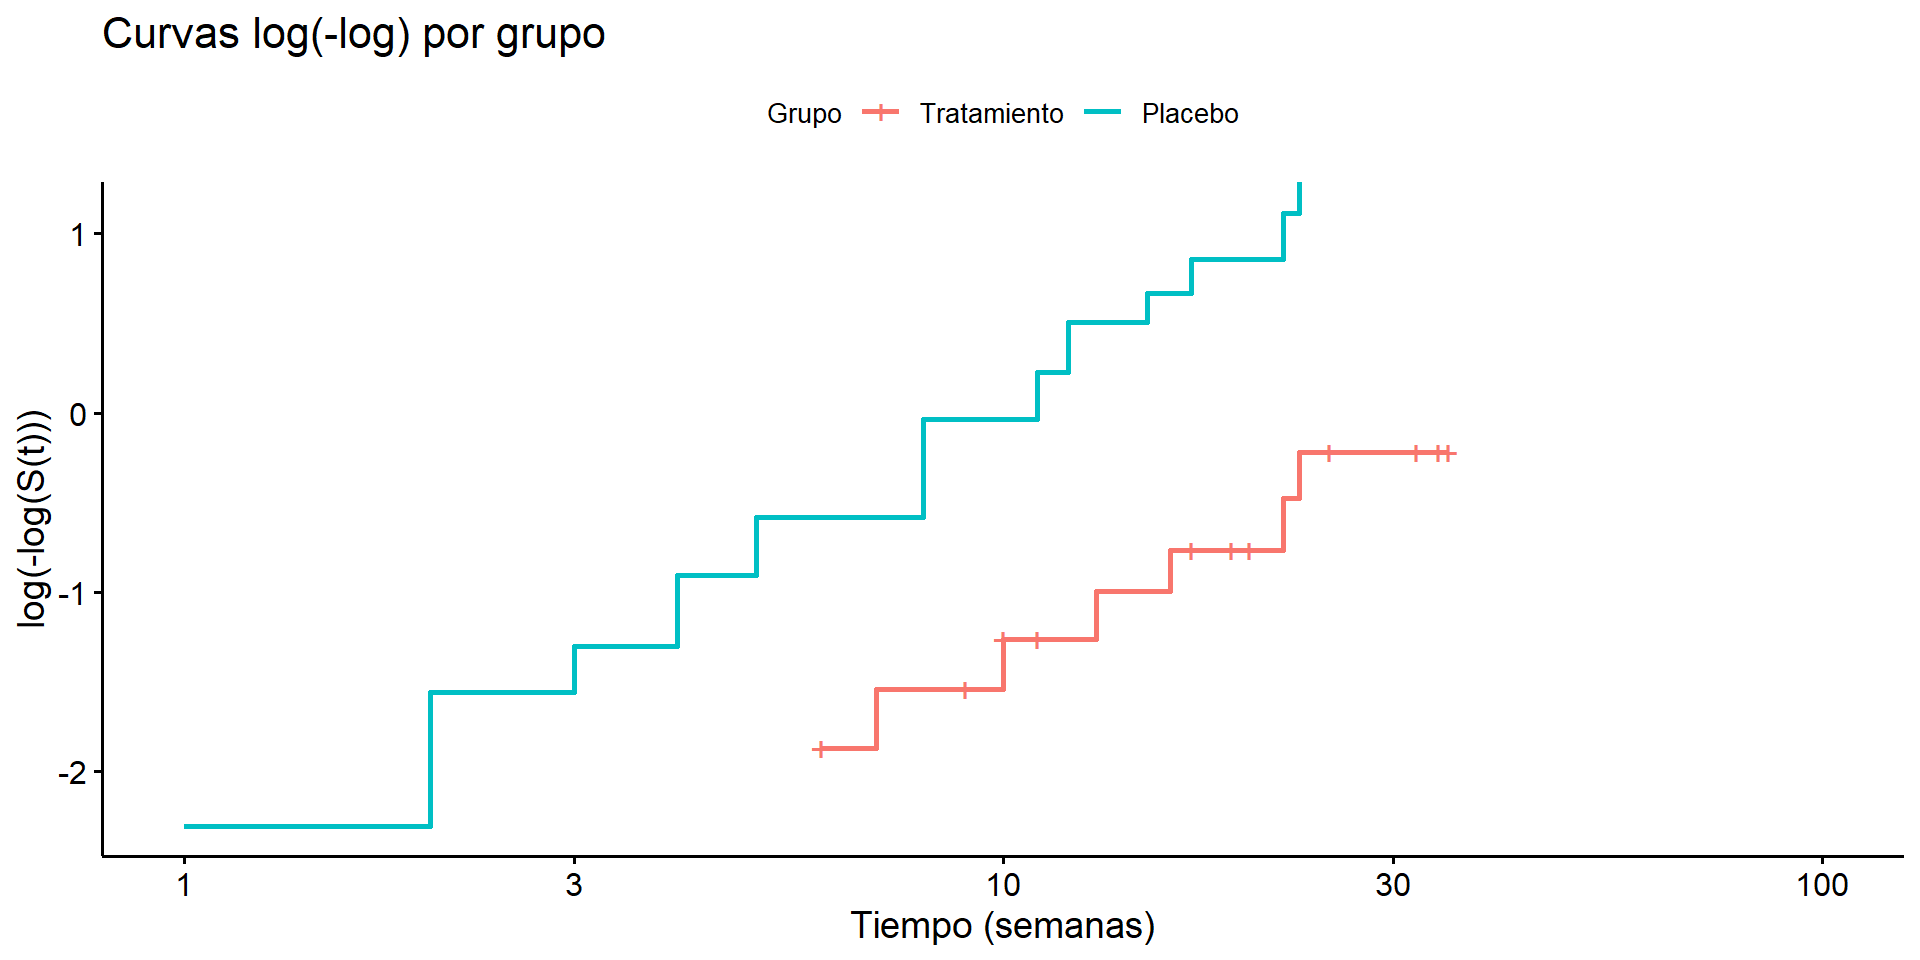 Curvas log(-log) por grupo
Grupo Tratamiento Placebo
log(-log(S(t)))
1
0
-1
-2
1 3 10 30 100
Tiempo (semanas)